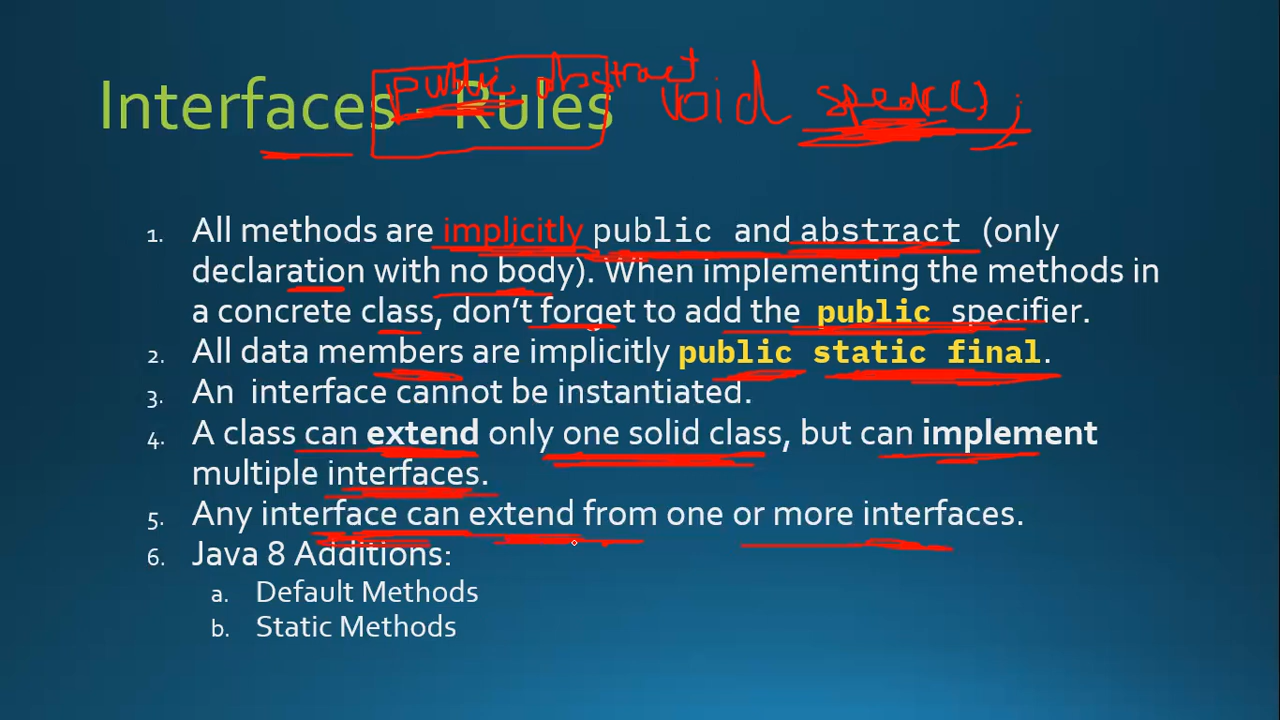 Interfaces - Rules
public abstract void speak();
1. All methods are implicitly public and abstract (only
declaration with no body). When implementing the methods in
a concrete class, don't forget to add the public specifier.
2. All data members are implicitly public static final.
3. An interface cannot be instantiated.
4. A class can extend only one solid class, but can implement
multiple interfaces.
5. Any interface can extend from one or more interfaces.
6. Java 8 Additions:
a. Default Methods
b. Static Methods